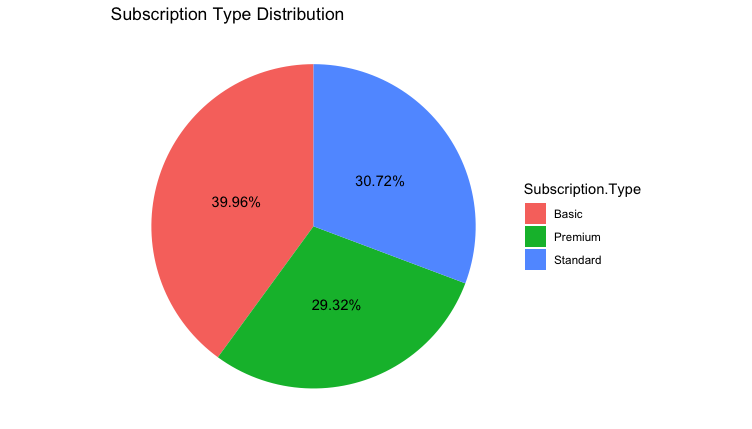 Subscription Type Distribution
30.72%
39.96%
29.32%
Subscription.Type
Basic
Premium
Standard